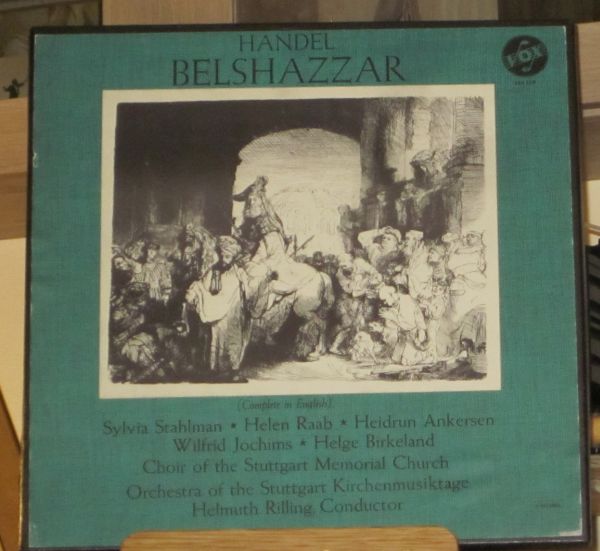 HANDEL
BELSHAZZAR
VOX
(Complete in English)
Sylvia Stahlman ★ Helen Raab ★ Heidrun Ankersen
Wilfrid Jochims ★ Helge Birkeland
Choir of the Stuttgart Memorial Church
Orchestra of the Stuttgart Kirchenmusiktage
Helmuth Rilling, Conductor